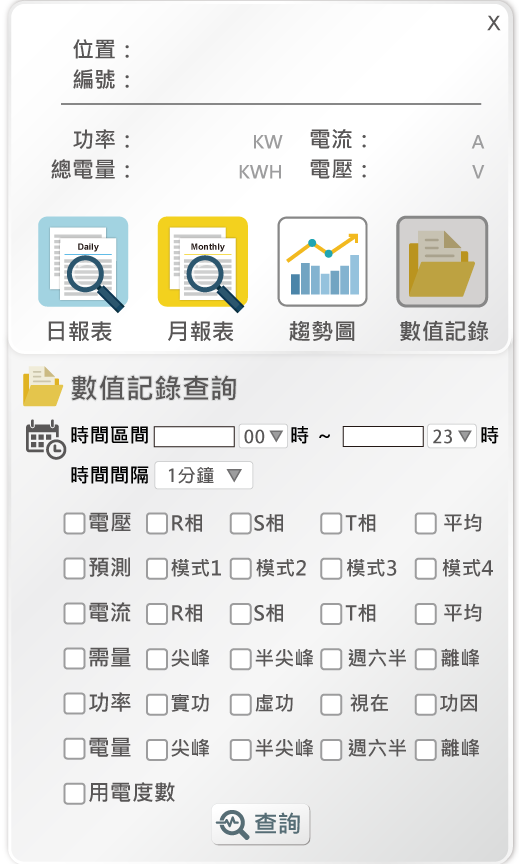 X
位置：
編號：
功率： KW 電流： A
總電量： KWH 電壓： V
Daily Monthly
日報表 月報表 趨勢圖 數值記錄
數值記錄查詢
時間區間 00 ▼ 時 ~ 23 ▼ 時
時間間隔 1分鐘 ▼
電壓 R相 S相 T相 平均
預測 模式1 模式2 模式3 模式4
電流 R相 S相 T相 平均
需量 尖峰 半尖峰 週六半 離峰
功率 實功 虛功 視在 功因
電量 尖峰 半尖峰 週六半 離峰
用電度數
查詢